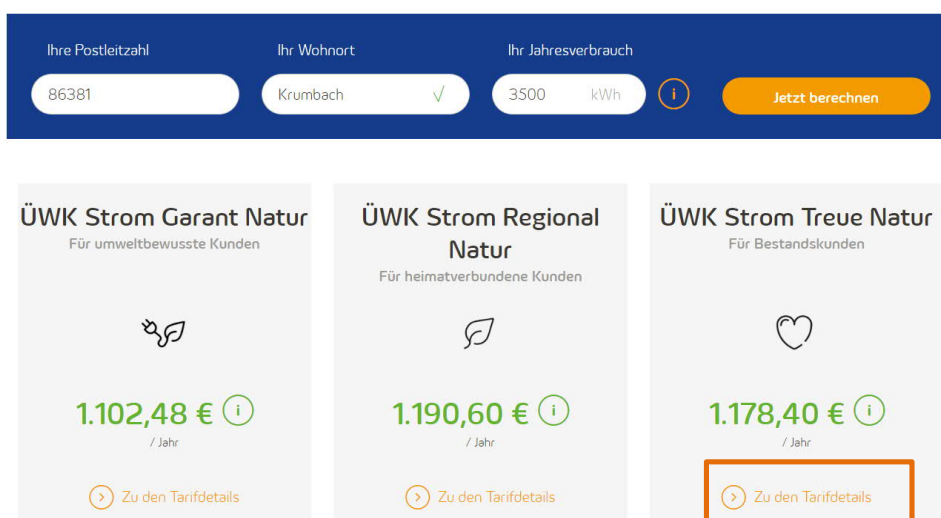 Ihre Postleitzahl
Ihr Wohnort
Ihr Jahresverbrauch
86381
Krumbach
3500 kWh
i
Jetzt berechnen
ÜWK Strom Garant Natur
Für umweltbewusste Kunden
1.102,48 € i
/ Jahr
Zu den Tarifdetails
ÜWK Strom Regional
Natur
Für heimatverbundene Kunden
1.190,60 € i
/ Jahr
Zu den Tarifdetails
ÜWK Strom Treue Natur
Für Bestandskunden
1.178,40 € i
/ Jahr
Zu den Tarifdetails